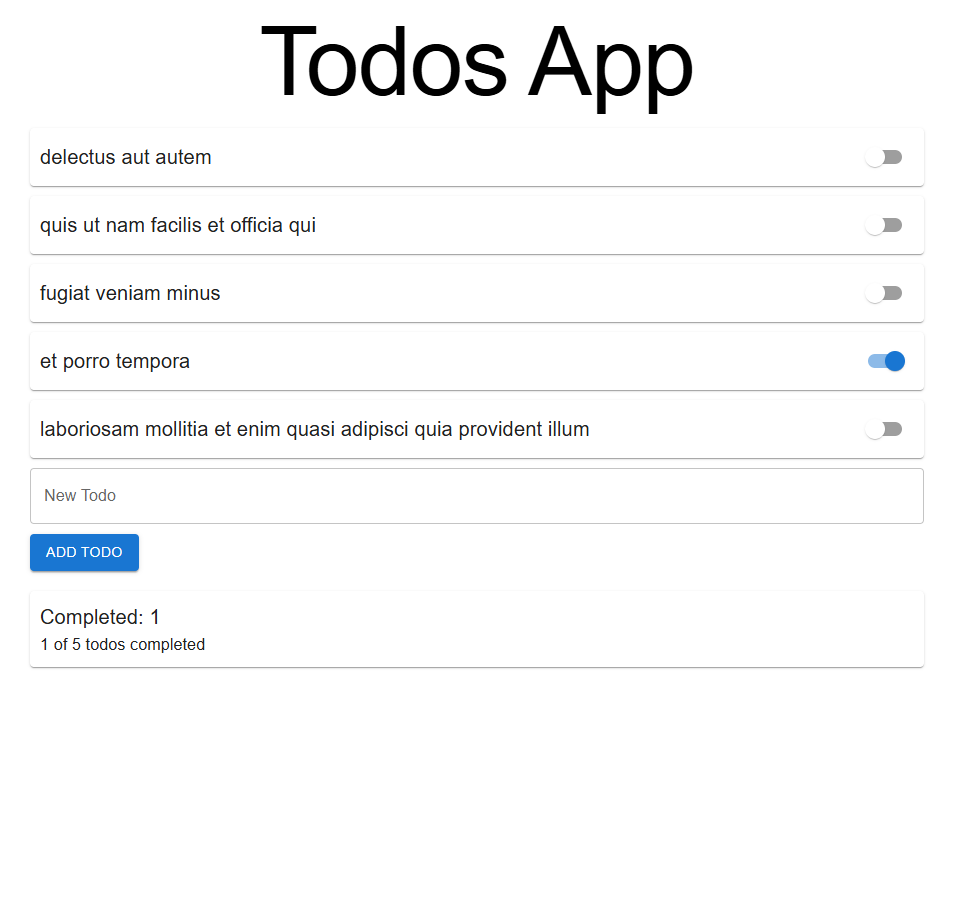 Todos App
delectus aut autem
quis ut nam facilis et officia qui
fugiat veniam minus
et porro tempora
laboriosam mollitia et enim quasi adipisci quia provident illum
New Todo
ADD TODO
Completed: 1
1 of 5 todos completed